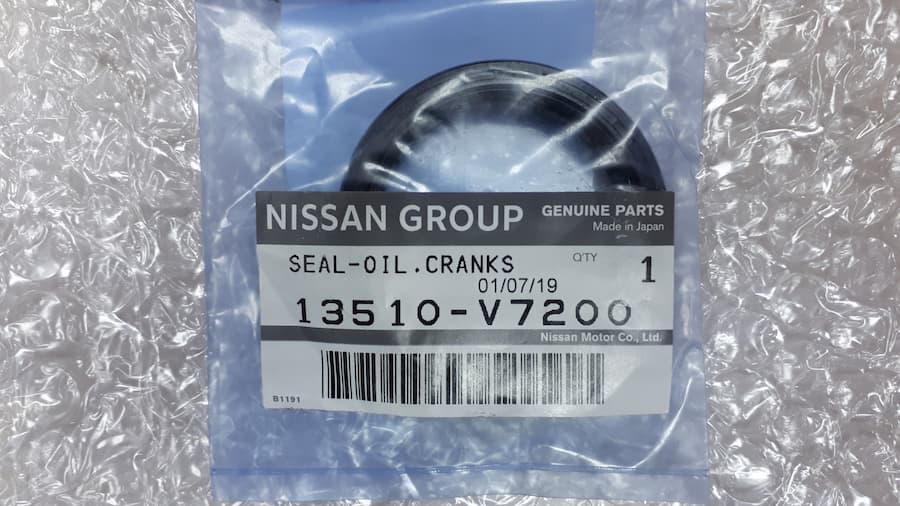 NISSAN GROUP GENUINE PARTS
Made in Japan
SEAL-OIL.CRANKS Q'TY 1
01/07/19
13510-V7200
Nissan Motor Co., Ltd.
B1191